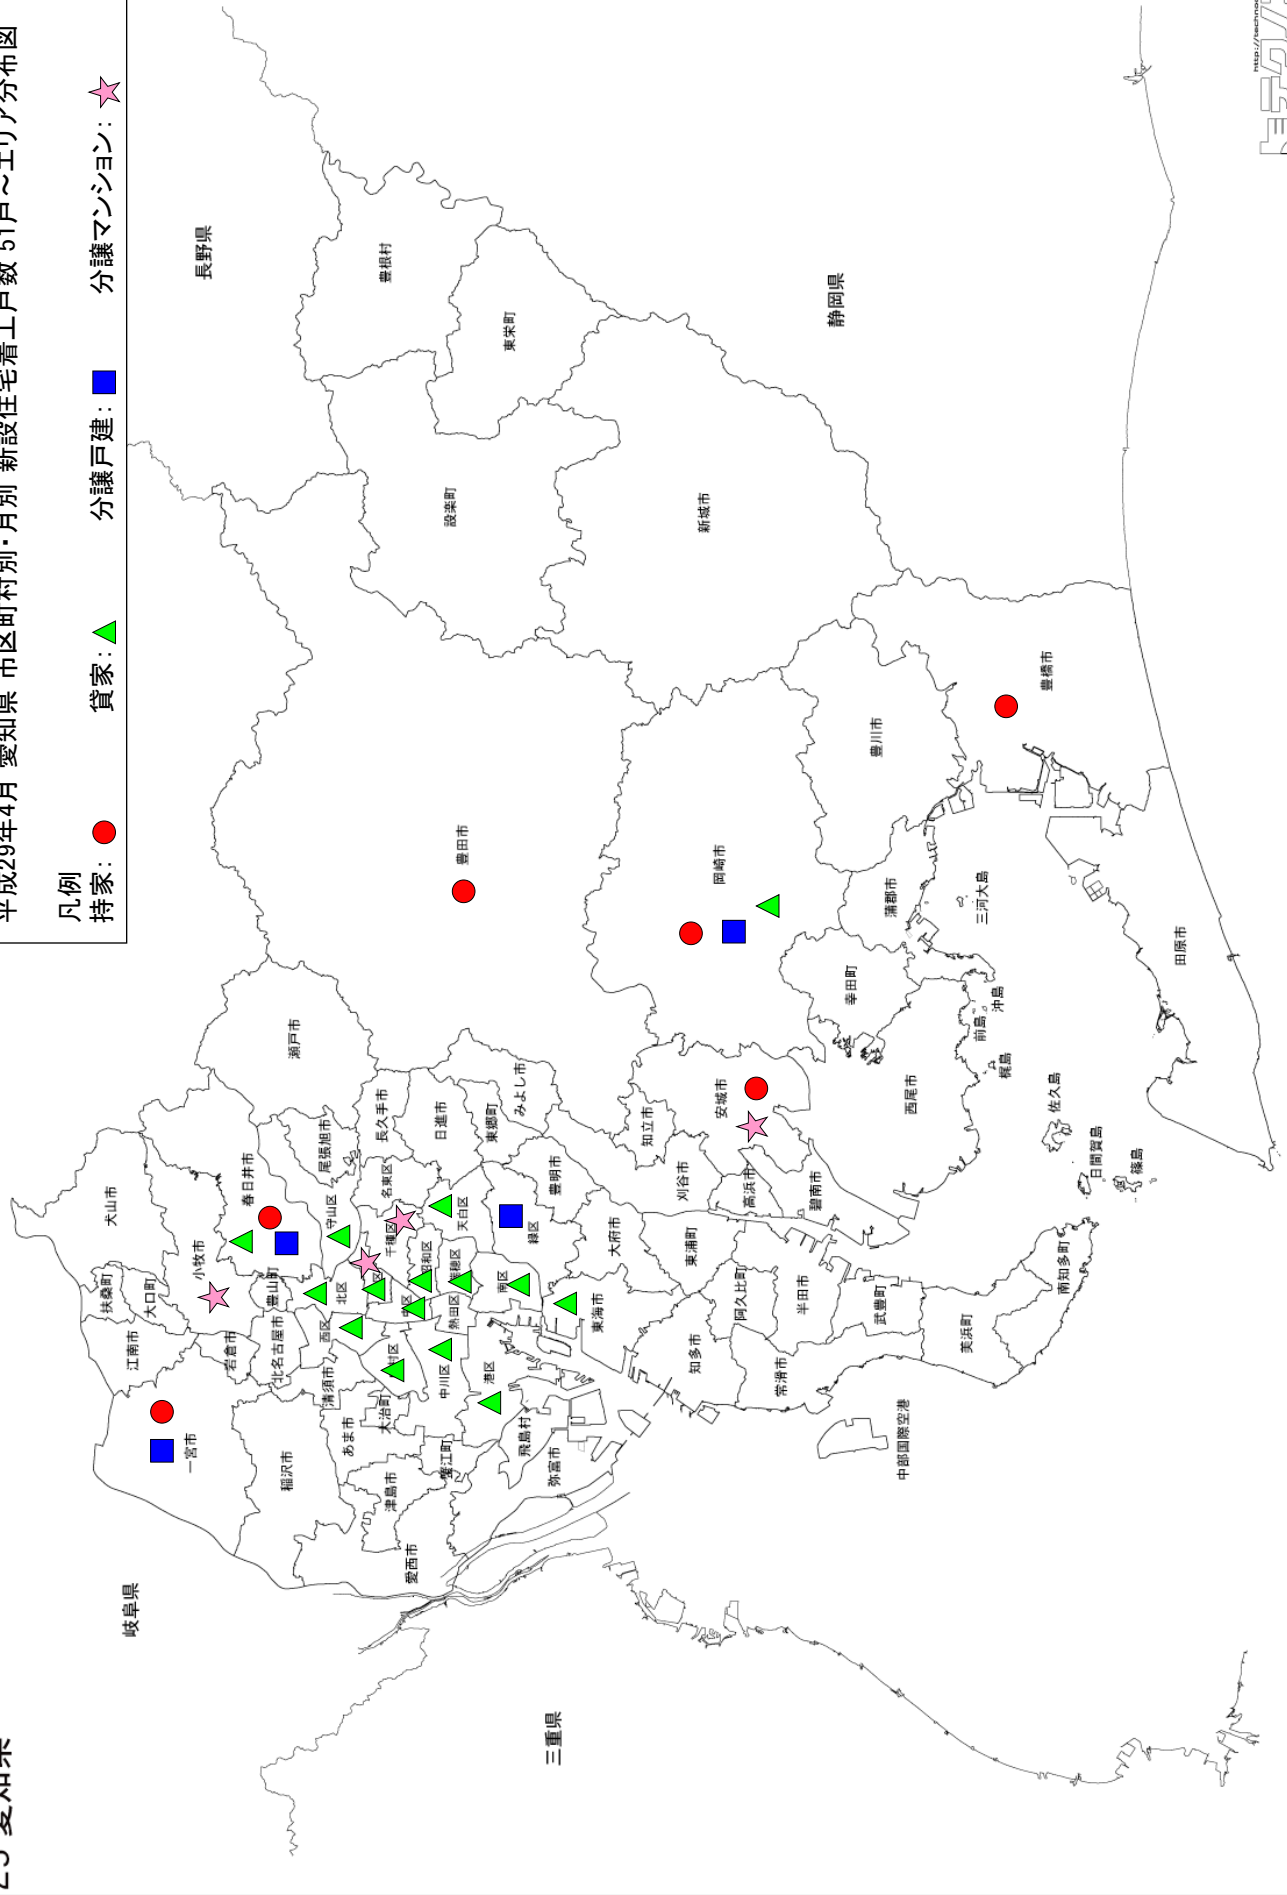 23 愛知県
平成29年4月 愛知県 市区町村別・月別 新設住宅着工戸数 51戸～エリア分布図
凡例
持家: 貸家: 分譲戸建: 分譲マンション:
岐阜県
長野県
静岡県
三重県
犬山市
扶桑町
大口町
江南市
小牧市
岩倉市
一宮市
春日井市
豊山町
北名古屋市
稲沢市
清須市
あま市
大治町
津島市
愛西市
蟹江町
飛島村
弥富市
瀬戸市
尾張旭市
長久手市
日進市
東郷町
みよし市
豊明市
守山区
名東区
千種区
北区
西区
区
中区
村区
昭和区
瑞穂区
天白区
熱田区
中川区
港区
南区
緑区
東海市
大府市
東浦町
知多市
阿久比町
半田市
常滑市
武豊町
美浜町
南知多町
中部国際空港
豊田市
岡崎市
安城市
知立市
刈谷市
高浜市
碧南市
西尾市
幸田町
蒲郡市
豊川市
豊橋市
田原市
新城市
設楽町
東栄町
豊根村
三河大島
前島
沖島
梶島
佐久島
日間賀島
篠島